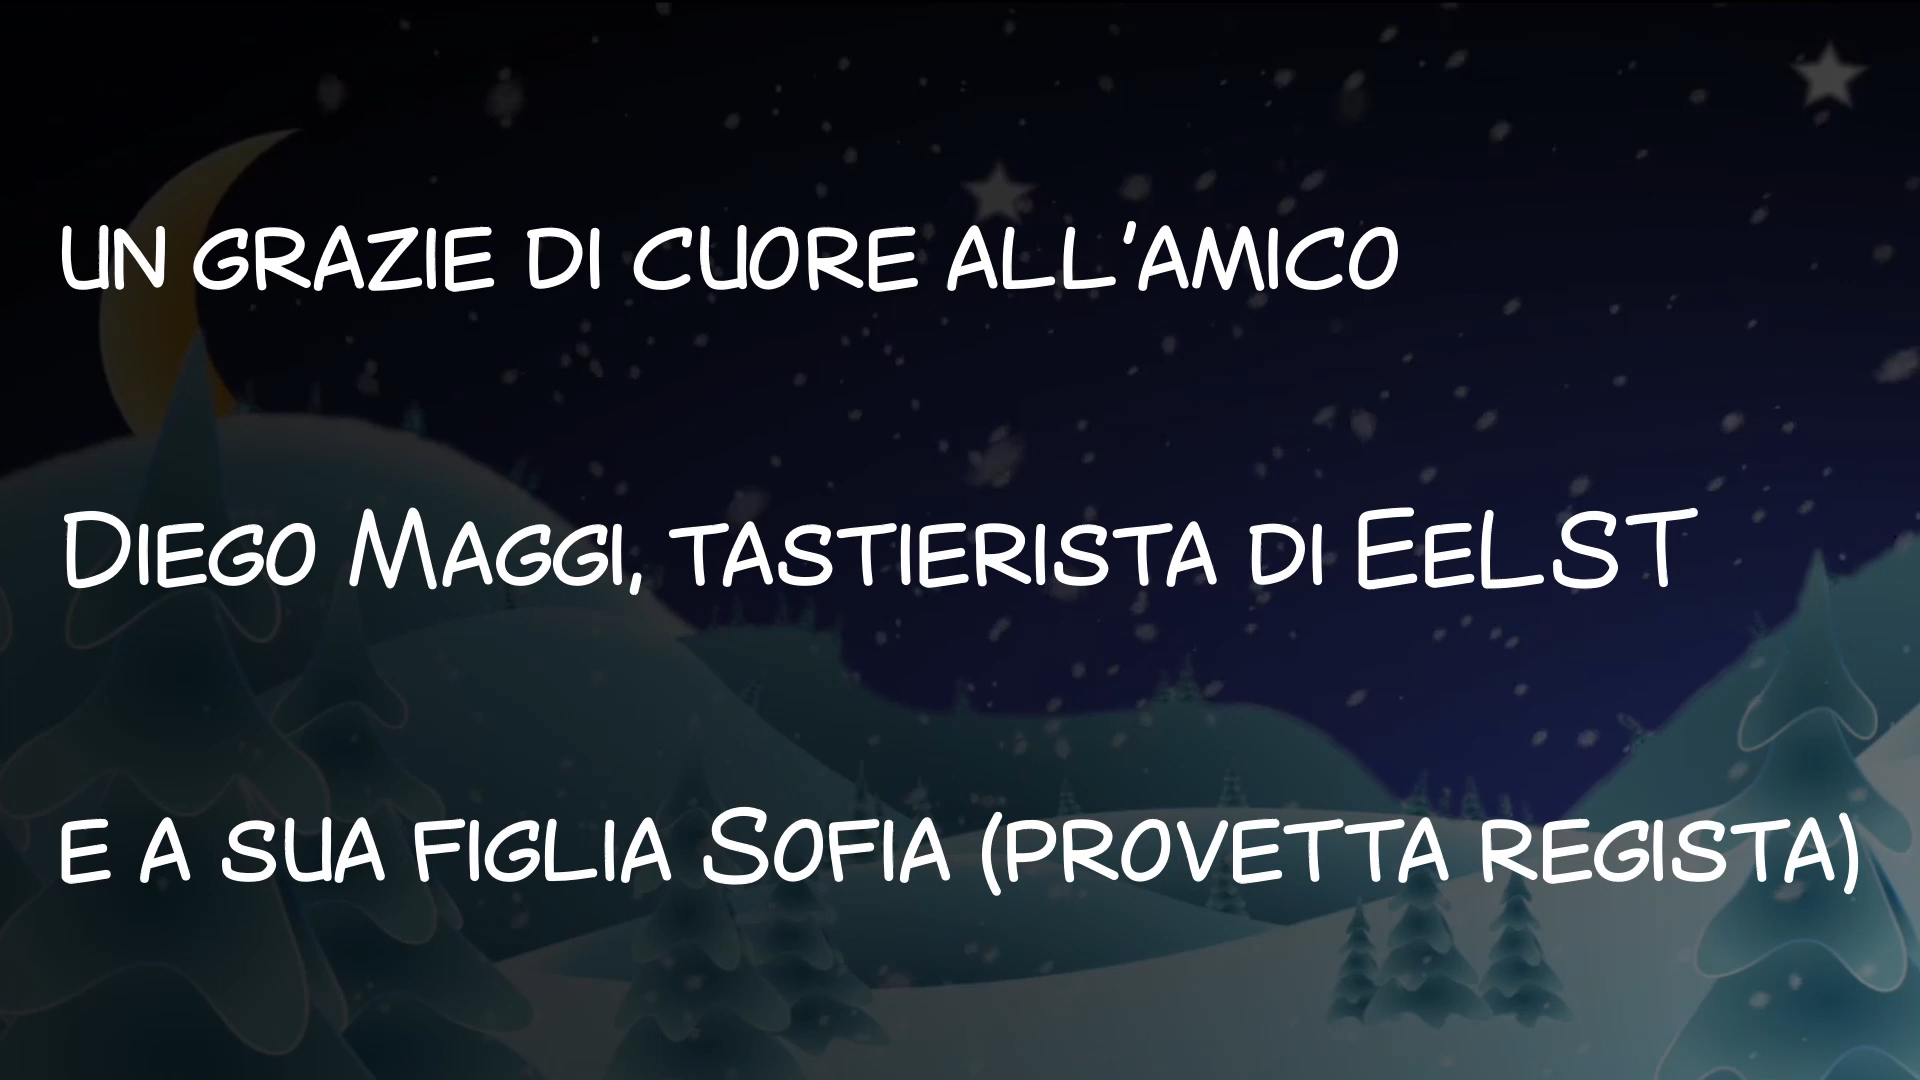 un grazie di cuore all'amico
Diego Maggi, tastierista di EeLST
e a sua figlia Sofia (provetta regista)